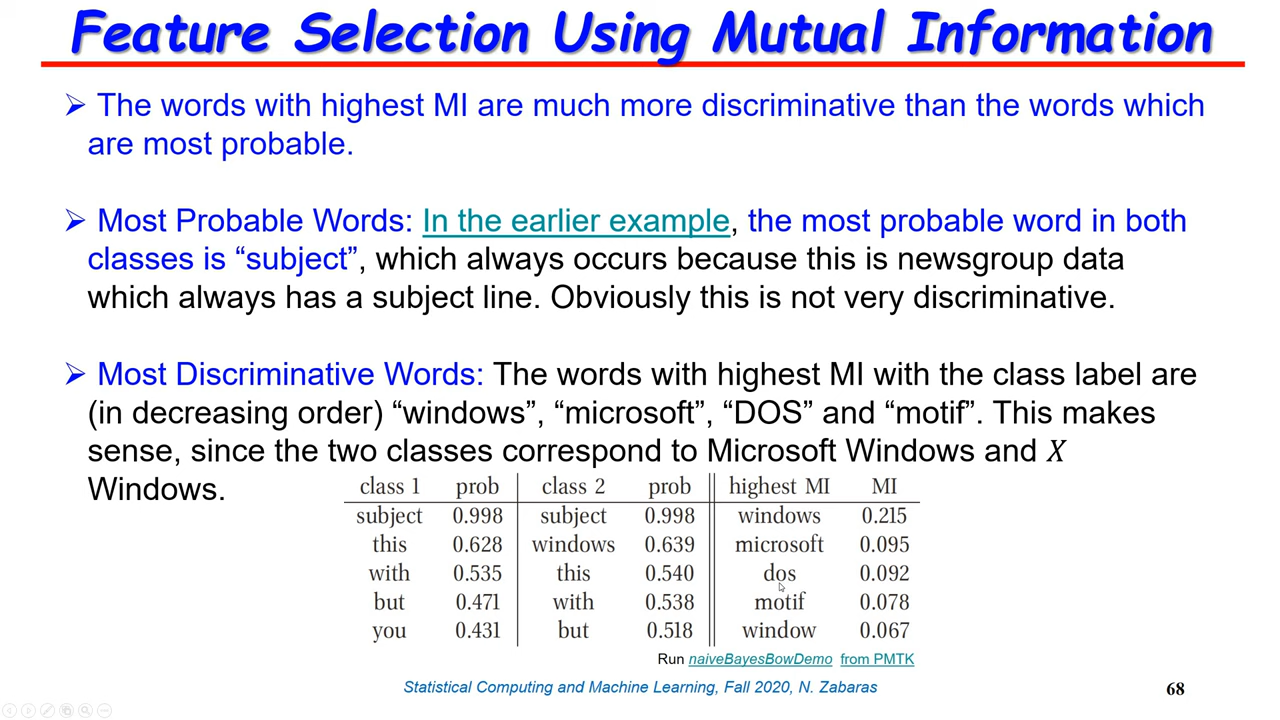 Feature Selection Using Mutual Information
➢ The words with highest MI are much more discriminative than the words which
are most probable.
➢ Most Probable Words: In the earlier example, the most probable word in both
classes is “subject”, which always occurs because this is newsgroup data
which always has a subject line. Obviously this is not very discriminative.
➢ Most Discriminative Words: The words with highest MI with the class label are
(in decreasing order) “windows”, “microsoft”, “DOS” and “motif”. This makes
sense, since the two classes correspond to Microsoft Windows and X
Windows.
class 1 prob class 2 prob highest MI MI
subject 0.998 subject 0.998 windows 0.215
this 0.628 windows 0.639 microsoft 0.095
with 0.535 this 0.540 dos 0.092
but 0.471 with 0.538 motif 0.078
you 0.431 but 0.518 window 0.067
Run naiveBayesBowDemo from PMTK
Statistical Computing and Machine Learning, Fall 2020, N. Zabaras
68